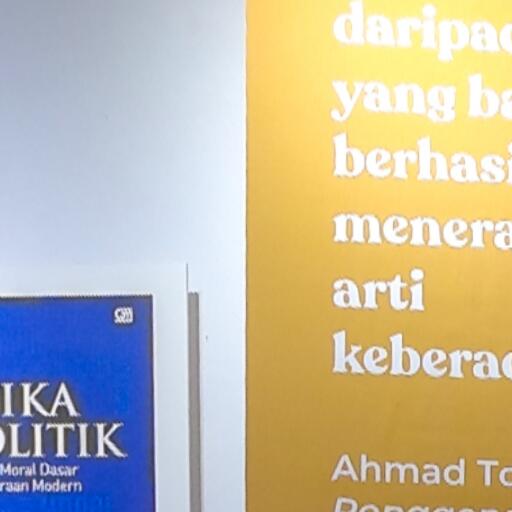 IKA
OLITIK
Moral Dasar
raan Modern
daripad
yang ba
berhasi
menera
arti
keberad
Ahmad To